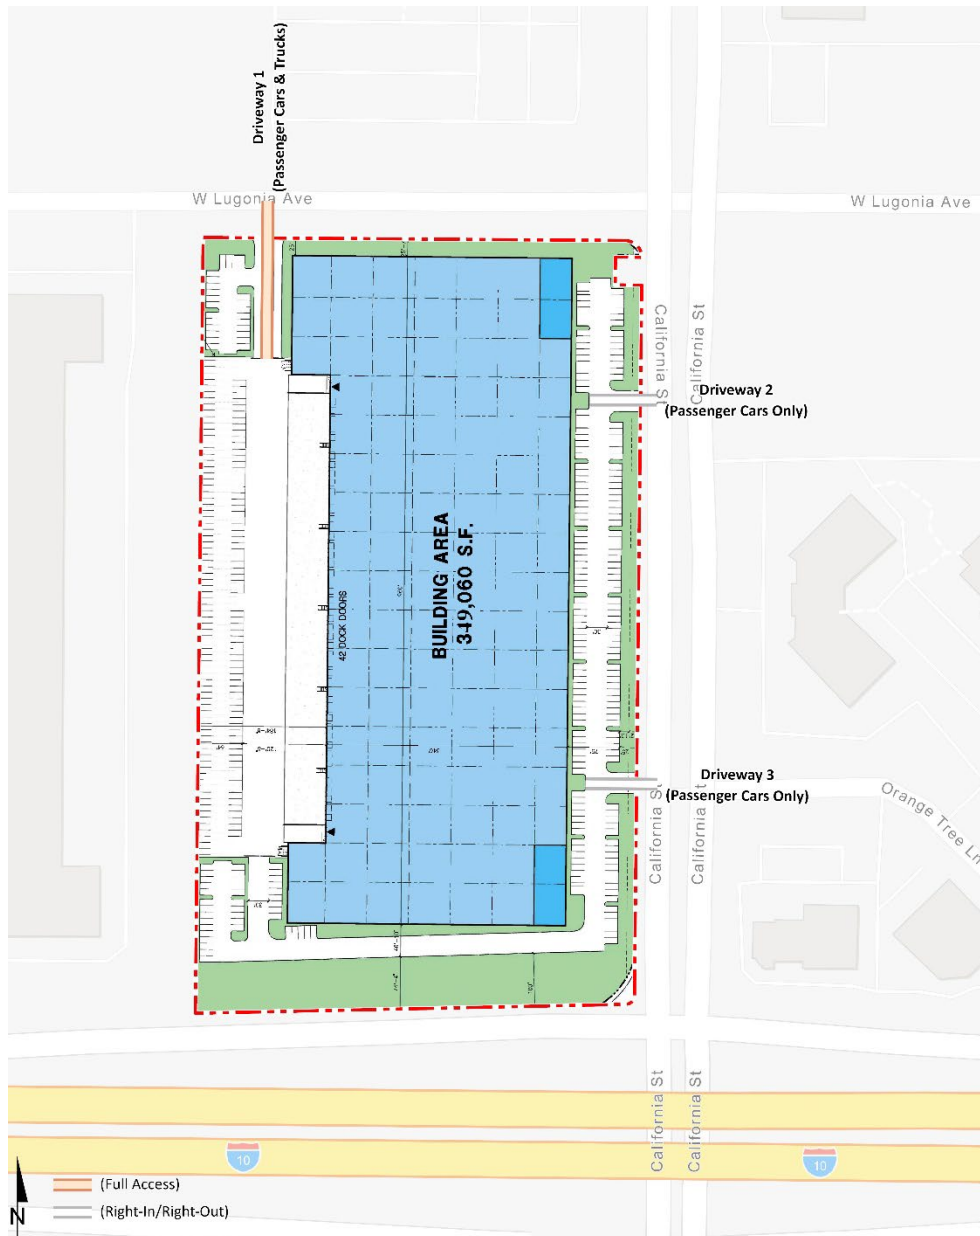 Driveway 1
(Passenger Cars & Trucks)
W Lugonia Ave
W Lugonia Ave
California St
California St
Driveway 2
(Passenger Cars Only)
BUILDING AREA
349,060 S.F.
42 DOCK DOORS
Driveway 3
(Passenger Cars Only)
California St
California St
Orange Tree Ln
California St
California St
10
10
(Full Access)
(Right-In/Right-Out)
N